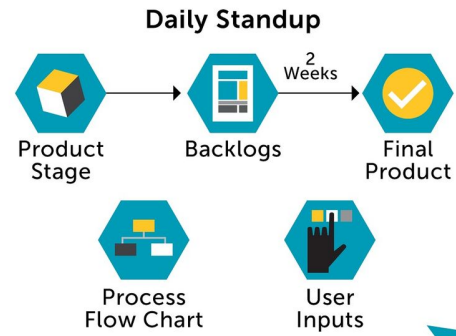 Daily Standup
2
Weeks
Product
Stage
Backlogs
Final
Product
Process
Flow Chart
User
Inputs